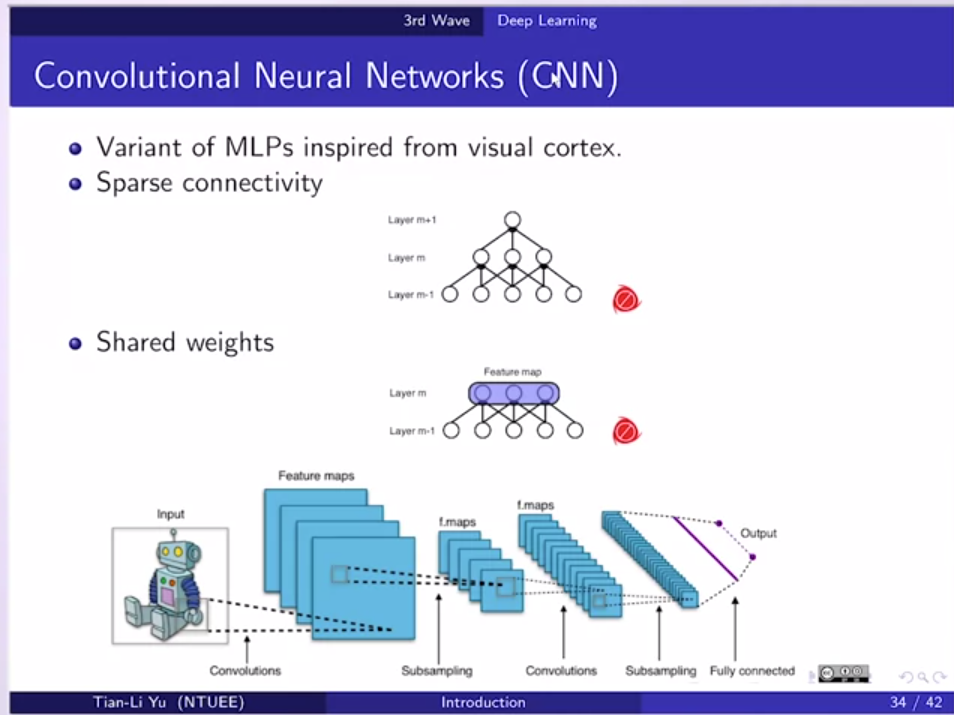 3rd Wave Deep Learning
Convolutional Neural Networks (CNN)
Variant of MLPs inspired from visual cortex.
Sparse connectivity
Layer m+1
Layer m
Layer m-1
Shared weights
Feature map
Layer m
Layer m-1
Feature maps
f.maps
Input
f.maps
Output
Convolutions
Subsampling
Convolutions
Subsampling
Fully connected
Tian-Li Yu (NTUEE) Introduction 34 / 42